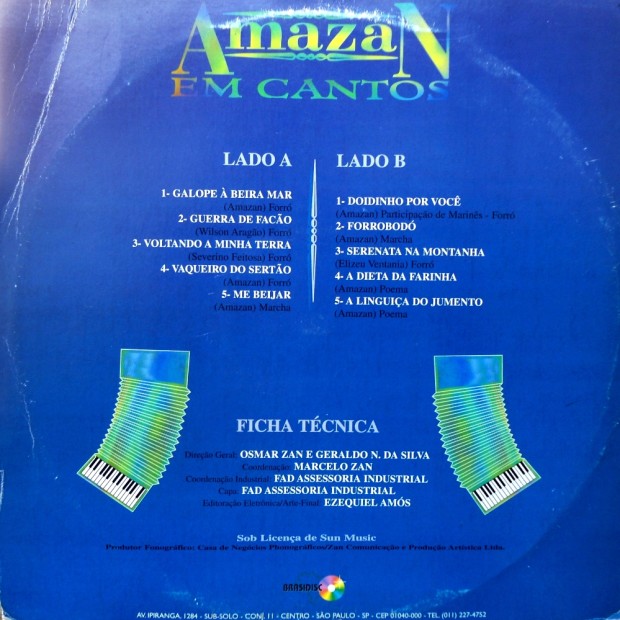 AmazaN
EM CANTOS
LADO A
1- GALOPE À BEIRA MAR
(Amazan) Forró
2- GUERRA DE FACÃO
(Wilson Aragão) Forró
3- VOLTANDO A MINHA TERRA
(Severino Feitosa) Forró
4- VAQUEIRO DO SERTÃO
(Amazan) Forró
5- ME BEIJAR
(Amazan) Marcha
LADO B
1- DOIDINHO POR VOCÊ
(Amazan) Participação de Marinês - Forró
2- FORROBODÓ
(Amazan) Marcha
3- SERENATA NA MONTANHA
(Elizeu Ventania) Forró
4- A DIETA DA FARINHA
(Amazan) Poema
5- A LINGUIÇA DO JUMENTO
(Amazan) Poema
FICHA TÉCNICA
Direção Geral: OSMAR ZAN E GERALDO N. DA SILVA
Coordenação: MARCELO ZAN
Coordenação Industrial: FAD ASSESSORIA INDUSTRIAL
Capa: FAD ASSESSORIA INDUSTRIAL
Editoração Eletrônica/Arte-Final: EZEQUIEL AMÓS
Sob Licença de Sun Music
Produtor Fonográfico: Casa de Negócios Phonográficos/Zan Comunicação e Produção Artística Ltda.
BRASIDISC
AV. IPIRANGA, 1284 - SUB-SOLO - CONJ. 11 - CENTRO - SÃO PAULO - SP - CEP 01040-000 - TEL. (011) 227-4752